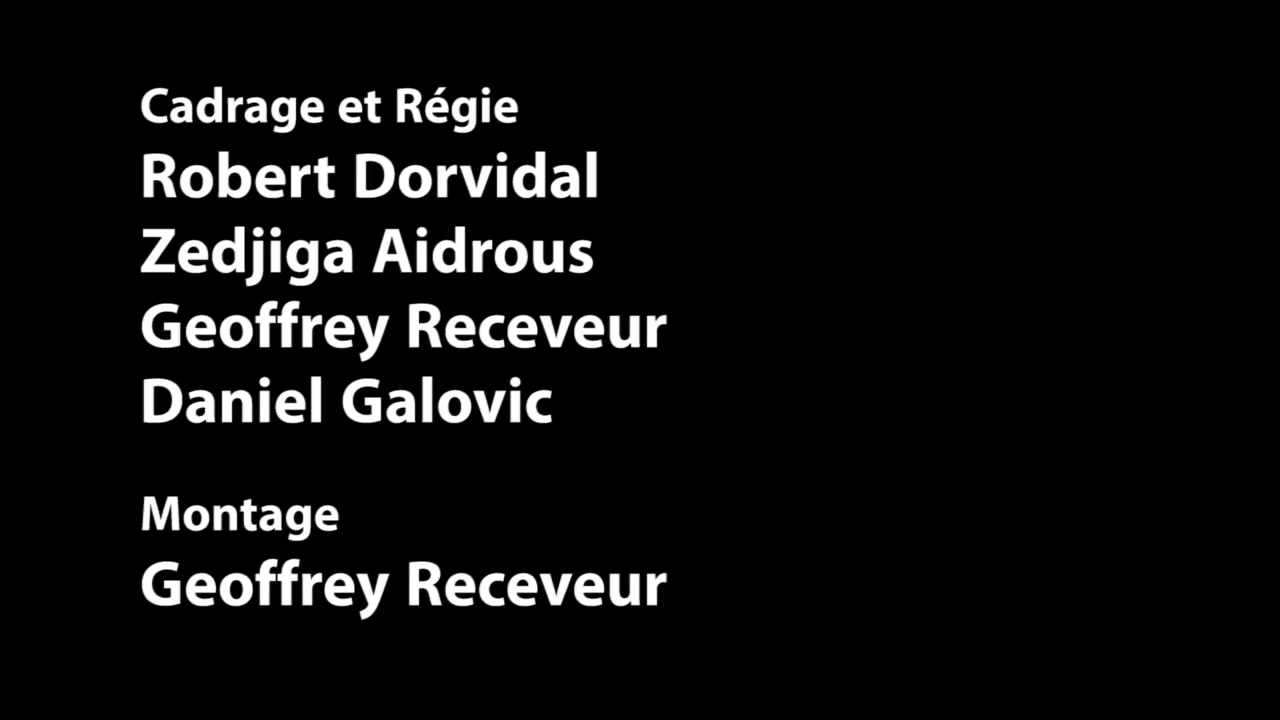 Cadrage et Régie
Robert Dorvidal
Zedjiga Aidrous
Geoffrey Receveur
Daniel Galovic
Montage
Geoffrey Receveur